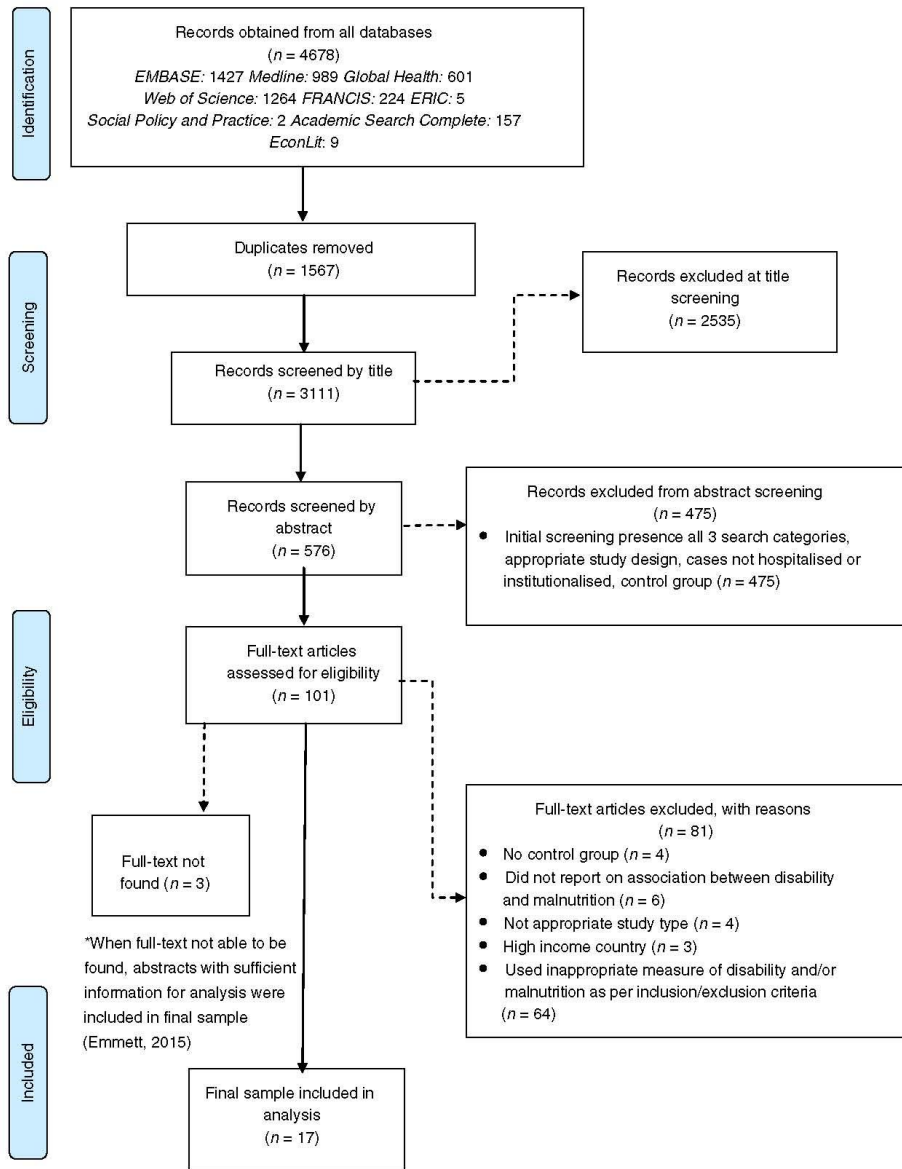 Identification
Records obtained from all databases
(n = 4678)
EMBASE: 1427 Medline: 989 Global Health: 601
Web of Science: 1264 FRANCIS: 224 ERIC: 5
Social Policy and Practice: 2 Academic Search Complete: 157
EconLit: 9
Duplicates removed
(n = 1567)
Screening
Records excluded at title
screening
(n = 2535)
Records screened by title
(n = 3111)
Records screened by
abstract
(n = 576)
Records excluded from abstract screening
(n = 475)
● Initial screening presence all 3 search categories,
appropriate study design, cases not hospitalised or
institutionalised, control group (n = 475)
Eligibility
Full-text articles
assessed for eligibility
(n = 101)
Full-text not
found (n = 3)
*When full-text not able to be
found, abstracts with sufficient
information for analysis were
included in final sample
(Emmett, 2015)
Full-text articles excluded, with reasons
(n = 81)
● No control group (n = 4)
● Did not report on association between disability
and malnutrition (n = 6)
● Not appropriate study type (n = 4)
● High income country (n = 3)
● Used inappropriate measure of disability and/or
malnutrition as per inclusion/exclusion criteria
(n = 64)
Included
Final sample included in
analysis
(n = 17)